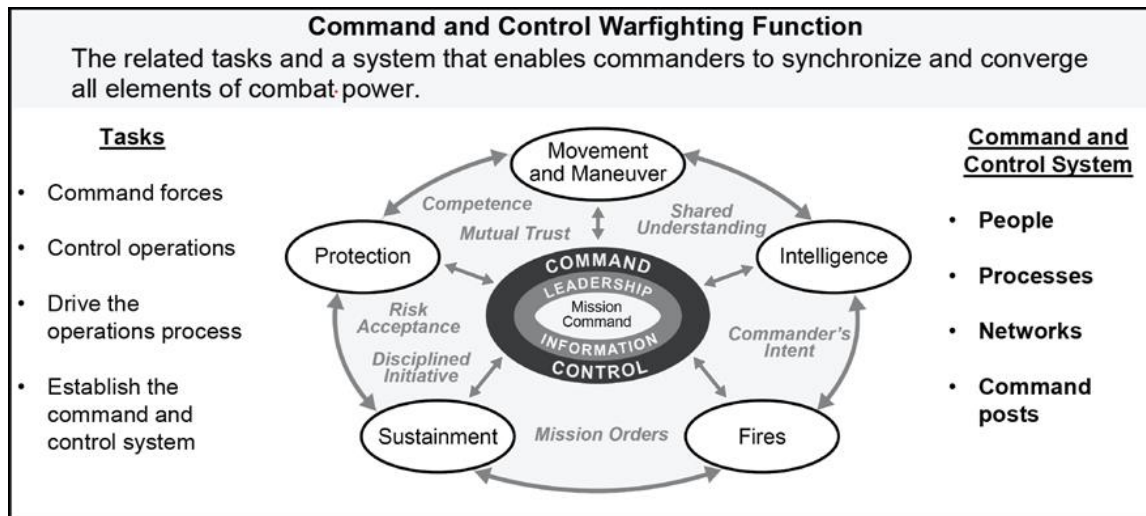 Command and Control Warfighting Function
The related tasks and a system that enables commanders to synchronize and converge
all elements of combat power.
Tasks
• Command forces
• Control operations
• Drive the
operations process
• Establish the
command and
control system
Movement
and Maneuver
Competence
Mutual Trust
Shared
Understanding
Protection
Intelligence
COMMAND
LEADERSHIP
Mission
Command
INFORMATION
CONTROL
Risk
Acceptance
Disciplined
Initiative
Commander's
Intent
Sustainment
Mission Orders
Fires
Command and
Control System
• People
• Processes
• Networks
• Command
posts